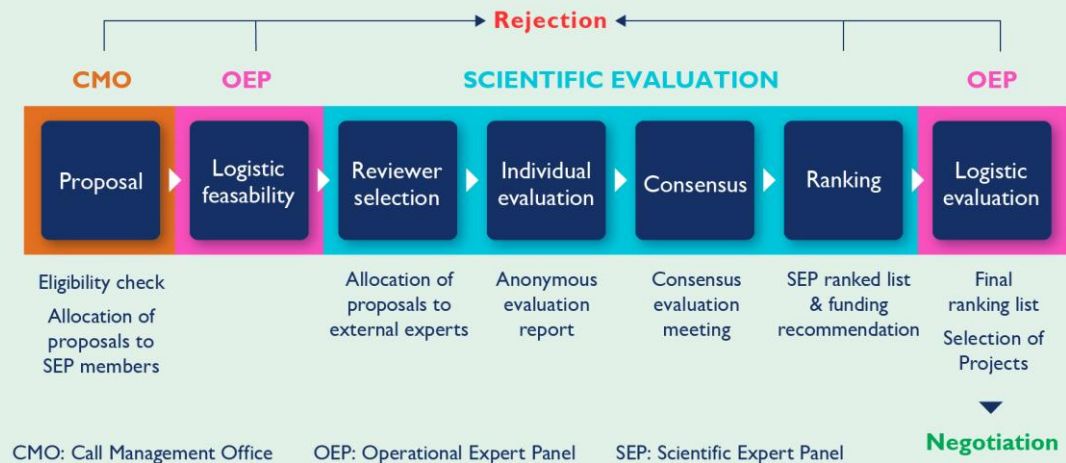 Rejection
CMO
OEP
SCIENTIFIC EVALUATION
OEP
Proposal
Logistic
feasability
Reviewer
selection
Individual
evaluation
Consensus
Ranking
Logistic
evaluation
Eligibility check
Allocation of
proposals to
SEP members
Allocation of
proposals to
external experts
Anonymous
evaluation
report
Consensus
evaluation
meeting
SEP ranked list
& funding
recommendation
Final
ranking list
Selection of
Projects
Negotiation
CMO: Call Management Office
OEP: Operational Expert Panel
SEP: Scientific Expert Panel